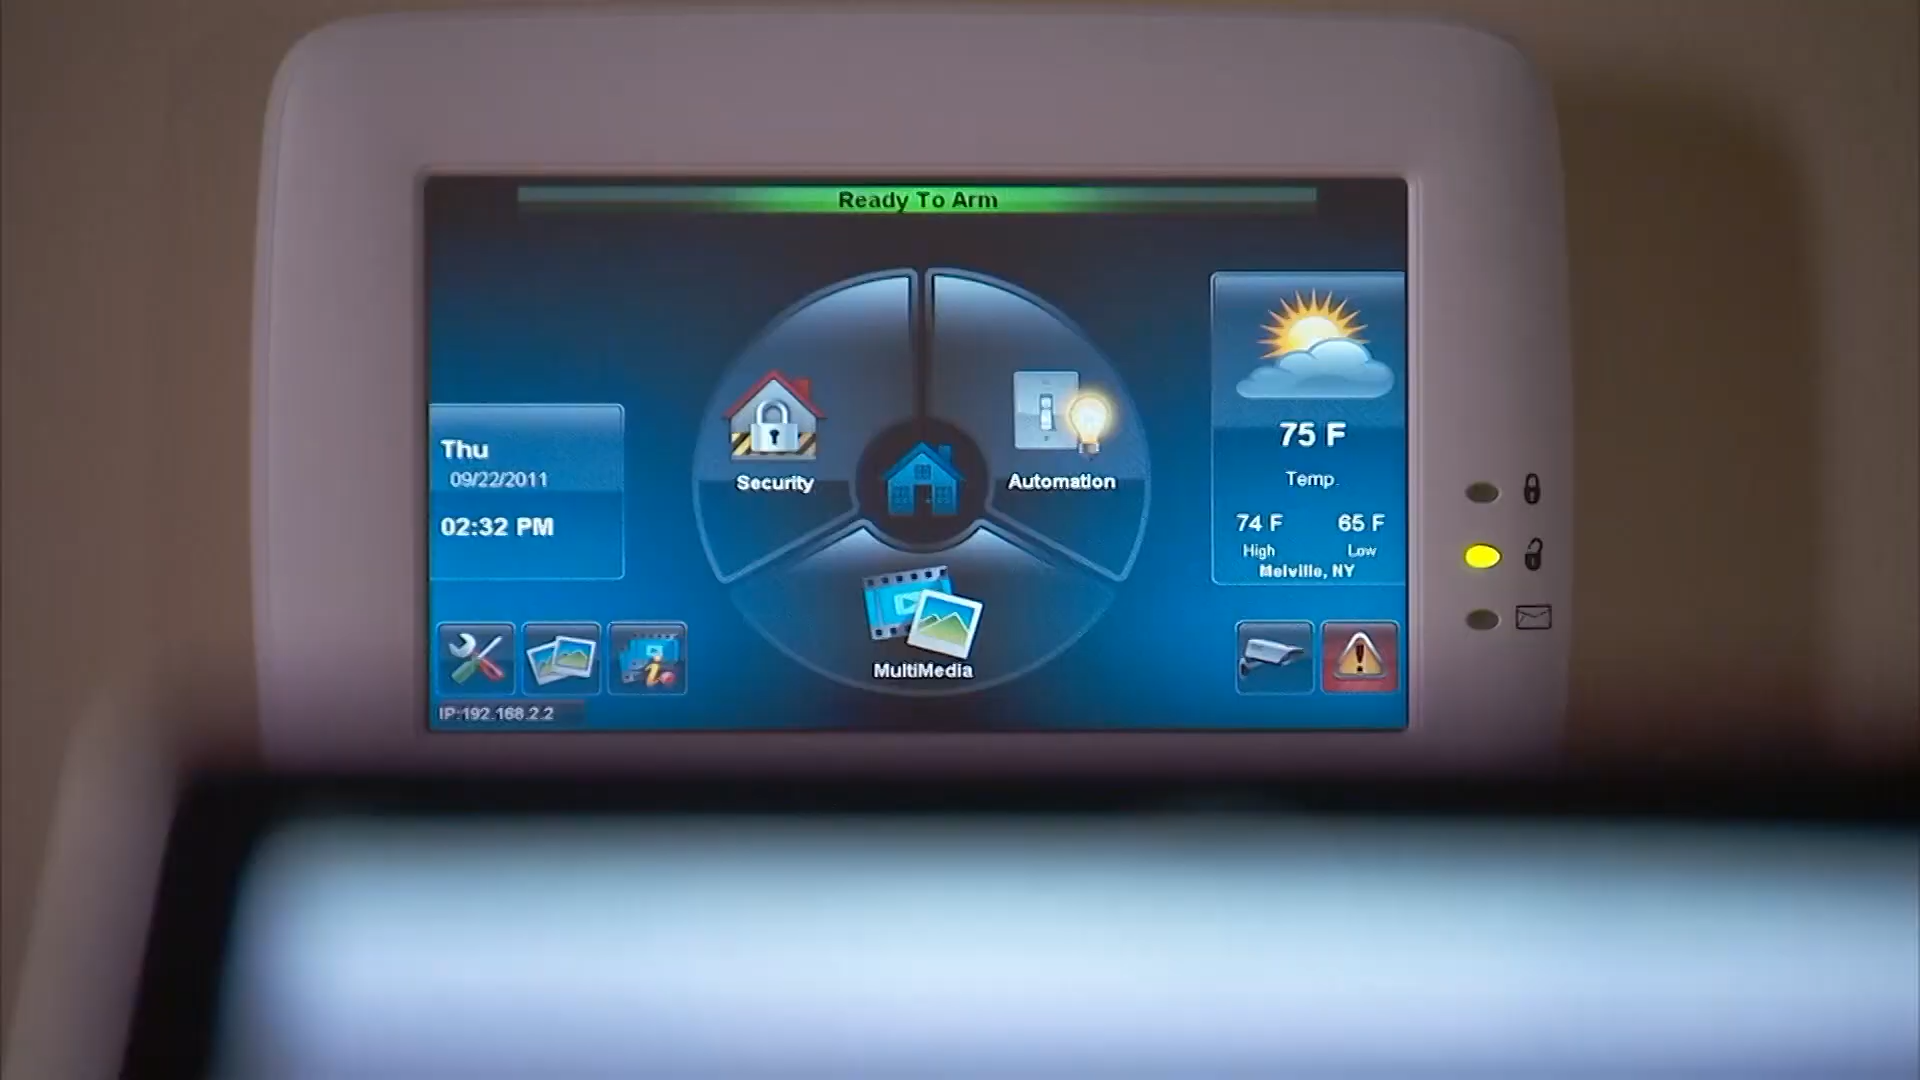 Ready To Arm
Thu
09/22/2011
02:32 PM
Security
Automation
MultiMedia
75 F
Temp.
74 F 65 F
High Low
Melville, NY
IP:192.168.2.2